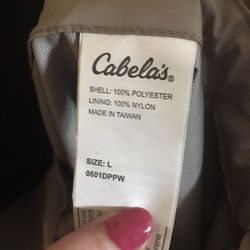 Cabela's®
SHELL: 100% POLYESTER
LINING: 100% NYLON
MADE IN TAIWAN
SIZE: L
0601DPPW